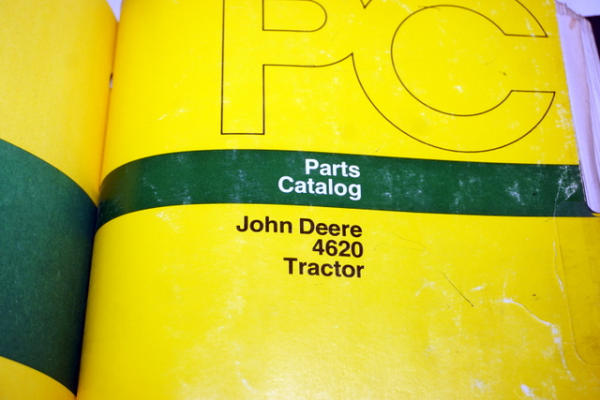 PC
Parts
Catalog
John Deere
4620
Tractor